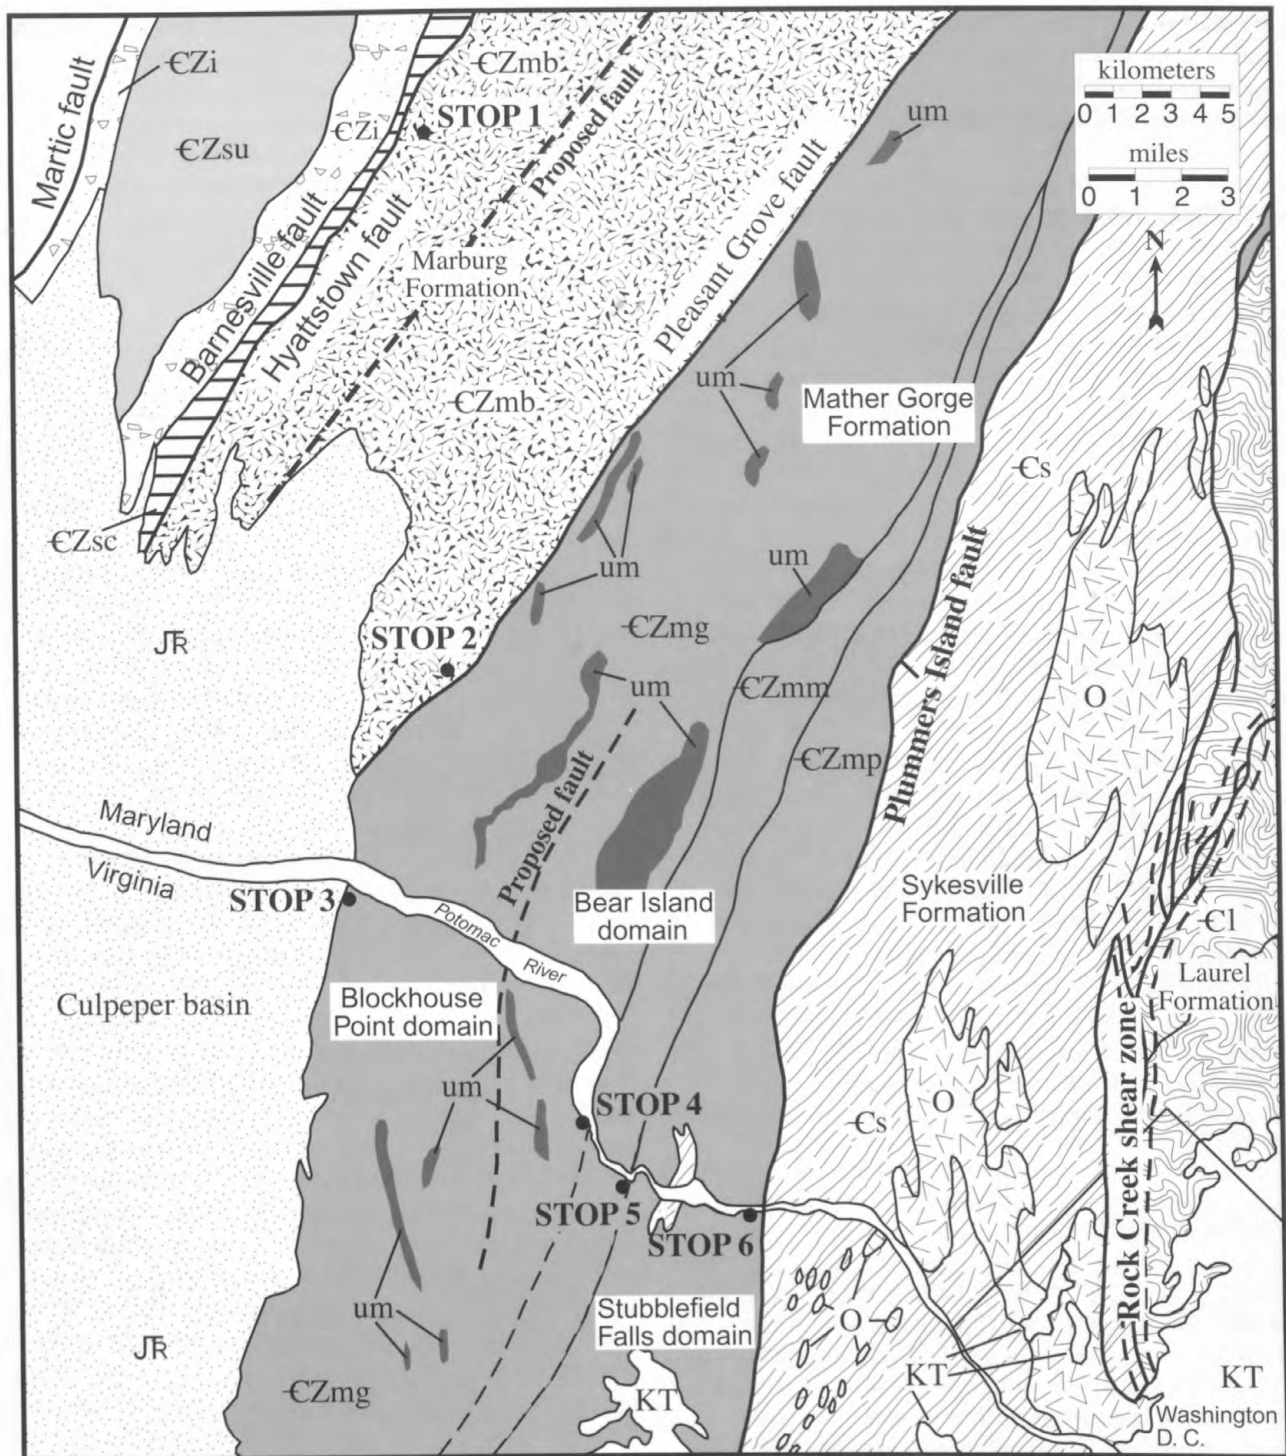 Martic fault
ЄZi
ЄZsu
ЄZi
Barnesville fault
Hyattstown fault
ЄZmb
STOP 1
Proposed fault
Marburg
Formation
ЄZmb
Pleasant Grove fault
um
kilometers
0 1 2 3 4 5
miles
0 1 2 3
N
um
Mather Gorge
Formation
Єs
ЄZsc
um
um
JTR
STOP 2
ЄZmg
um
ЄZmm
ЄZmp
Plummers Island fault
O
Maryland
Virginia
Proposed fault
STOP 3
Potomac
River
Bear Island
domain
Sykesville
Formation
Єl
Laurel
Formation
Culpeper basin
Blockhouse
Point domain
um
Rock Creek shear zone
STOP 4
Єs
O
STOP 5
STOP 6
um
Stubblefield
Falls domain
O
JTR
ЄZmg
KT
KT
KT
Washington
D. C.